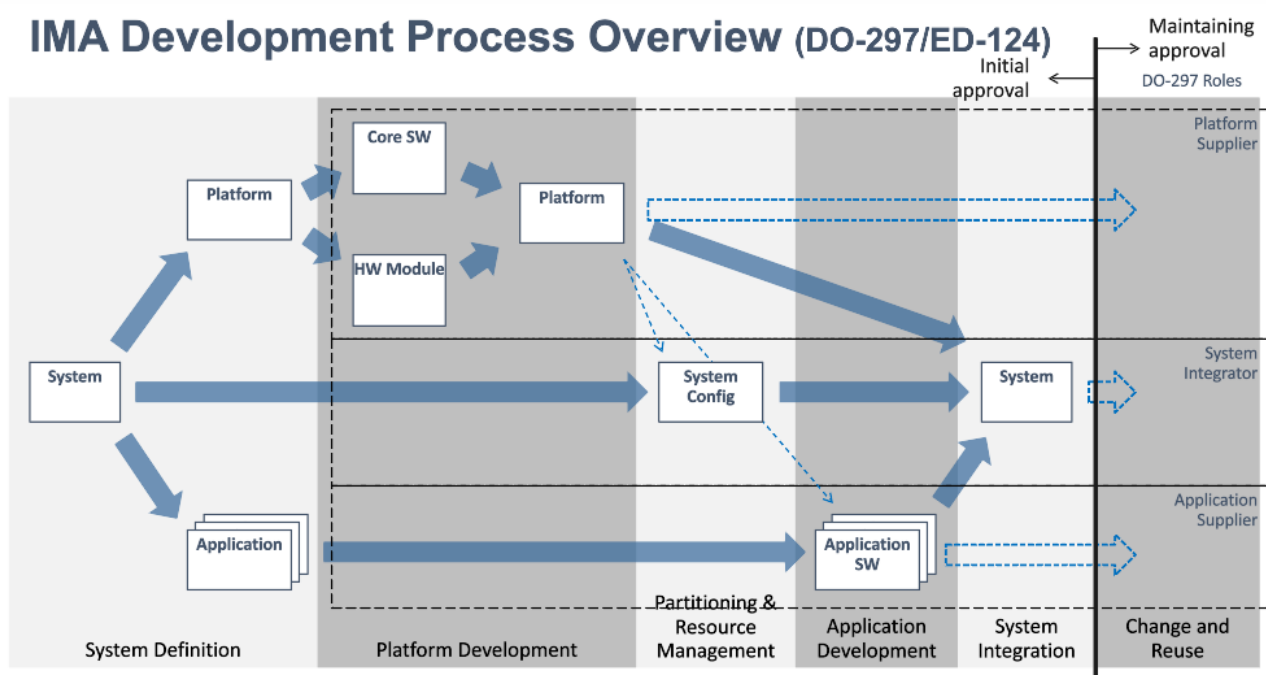 IMA Development Process Overview (DO-297/ED-124)
Maintaining
approval
Initial
approval
DO-297 Roles
Platform
Supplier
Core SW
Platform
Platform
HW Module
System
Integrator
System
System
Config
System
Application
Supplier
Application
Application
SW
Partitioning &
Resource
Management
System Definition
Platform Development
Application
Development
System
Integration
Change and
Reuse